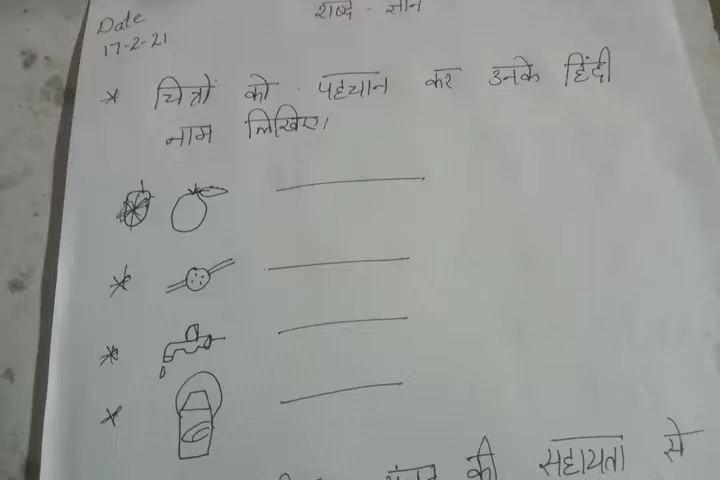 Date
17-2-21
शब्द - सीन
* चित्रों को पहचान कर उनके हिंदी
नाम लिखिए।
*
*
*
की सहायता से